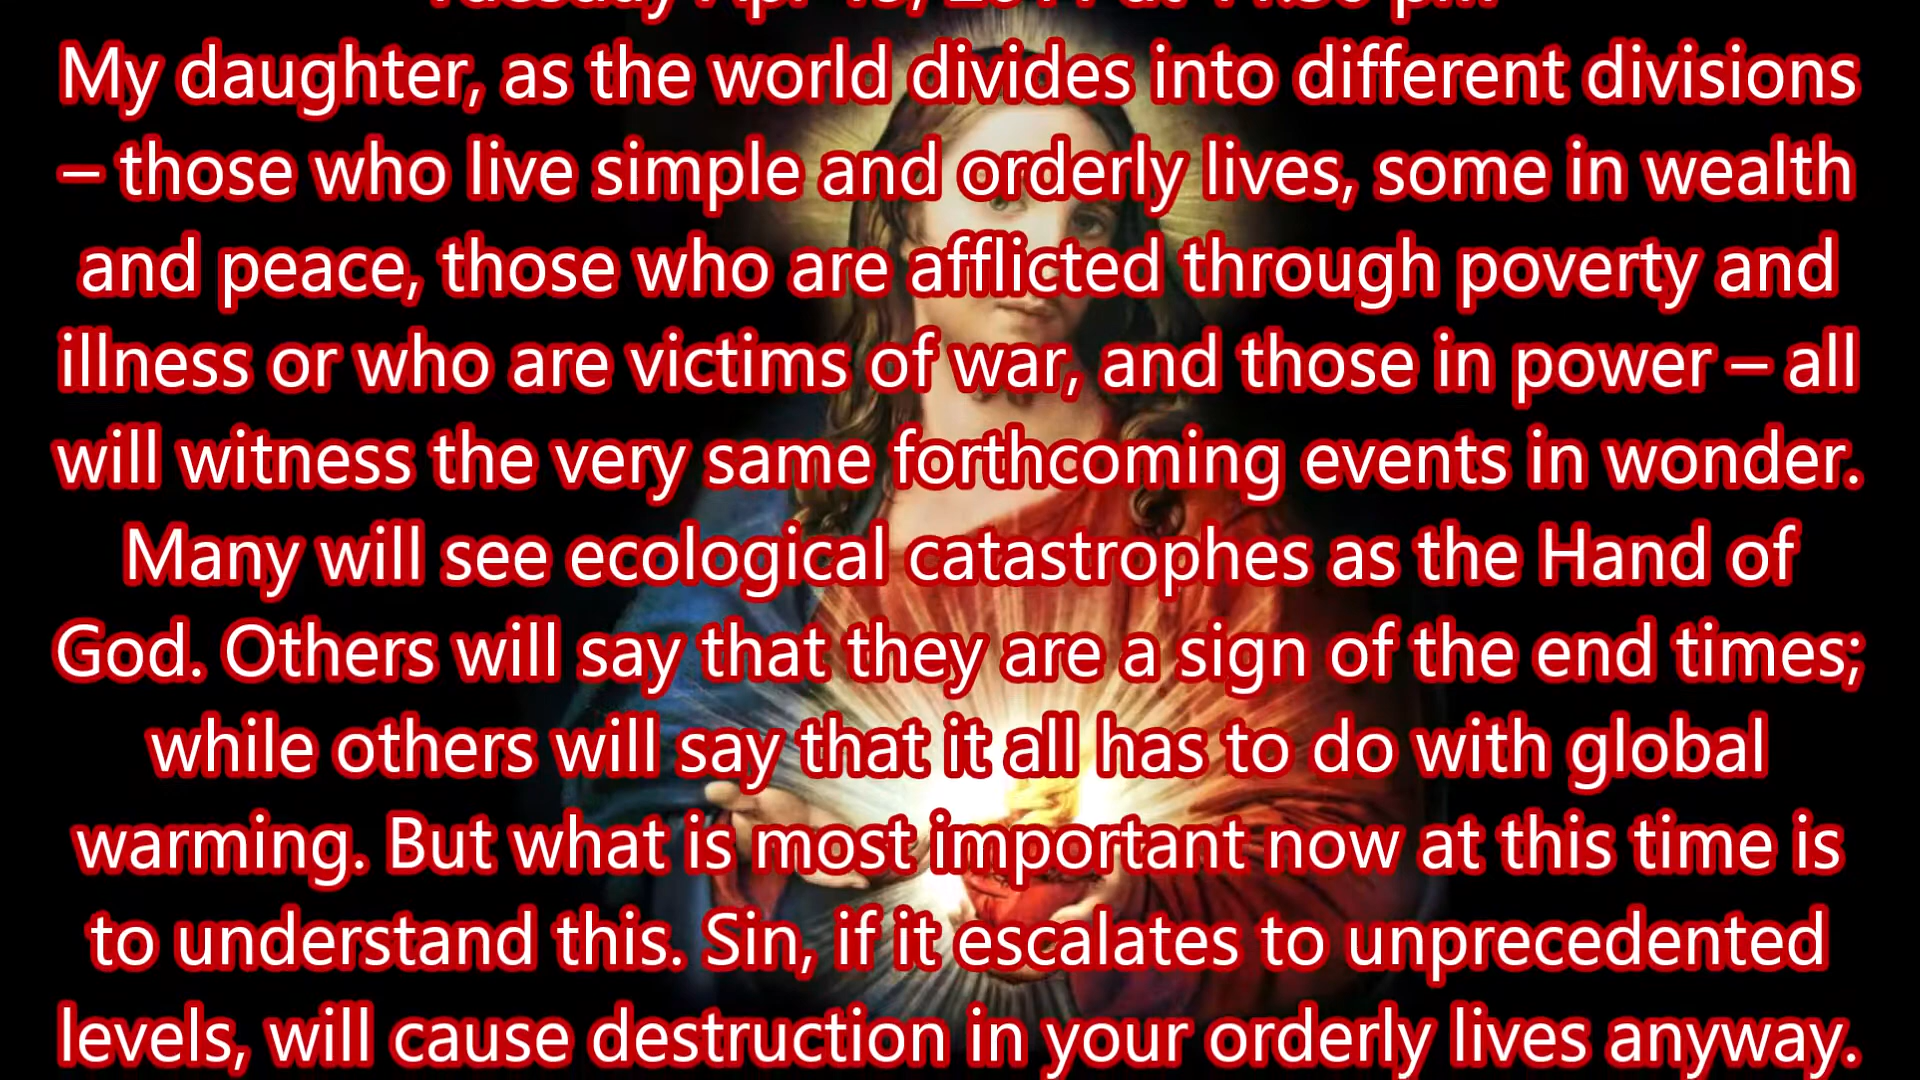 My daughter, as the world divides into different divisions
– those who live simple and orderly lives, some in wealth
and peace, those who are afflicted through poverty and
illness or who are victims of war, and those in power – all
will witness the very same forthcoming events in wonder.
Many will see ecological catastrophes as the Hand of
God. Others will say that they are a sign of the end times;
while others will say that it all has to do with global
warming. But what is most important now at this time is
to understand this. Sin, if it escalates to unprecedented
levels, will cause destruction in your orderly lives anyway.